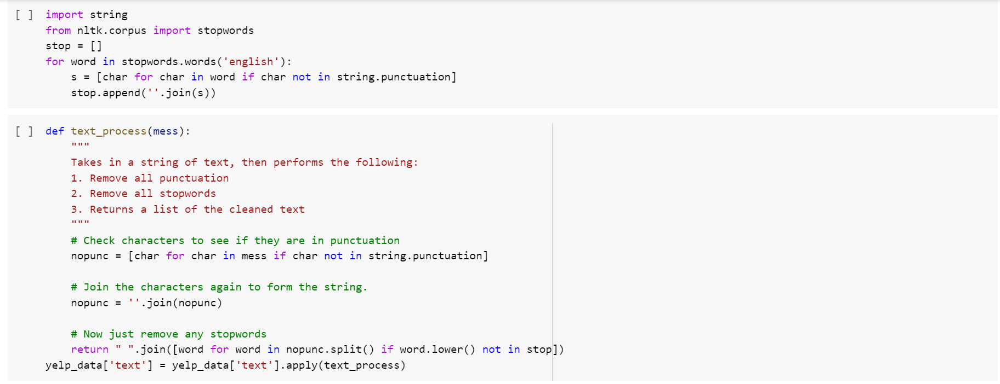 [ ] import string
from nltk.corpus import stopwords
stop = []
for word in stopwords.words('english'):
    s = [char for char in word if char not in string.punctuation]
    stop.append(''.join(s))
[ ] def text_process(mess):
    """
    Takes in a string of text, then performs the following:
    1. Remove all punctuation
    2. Remove all stopwords
    3. Returns a list of the cleaned text
    """
    # Check characters to see if they are in punctuation
    nopunc = [char for char in mess if char not in string.punctuation]
    # Join the characters again to form the string.
    nopunc = ''.join(nopunc)
    # Now just remove any stopwords
    return " ".join([word for word in nopunc.split() if word.lower() not in stop])
yelp_data['text'] = yelp_data['text'].apply(text_process)